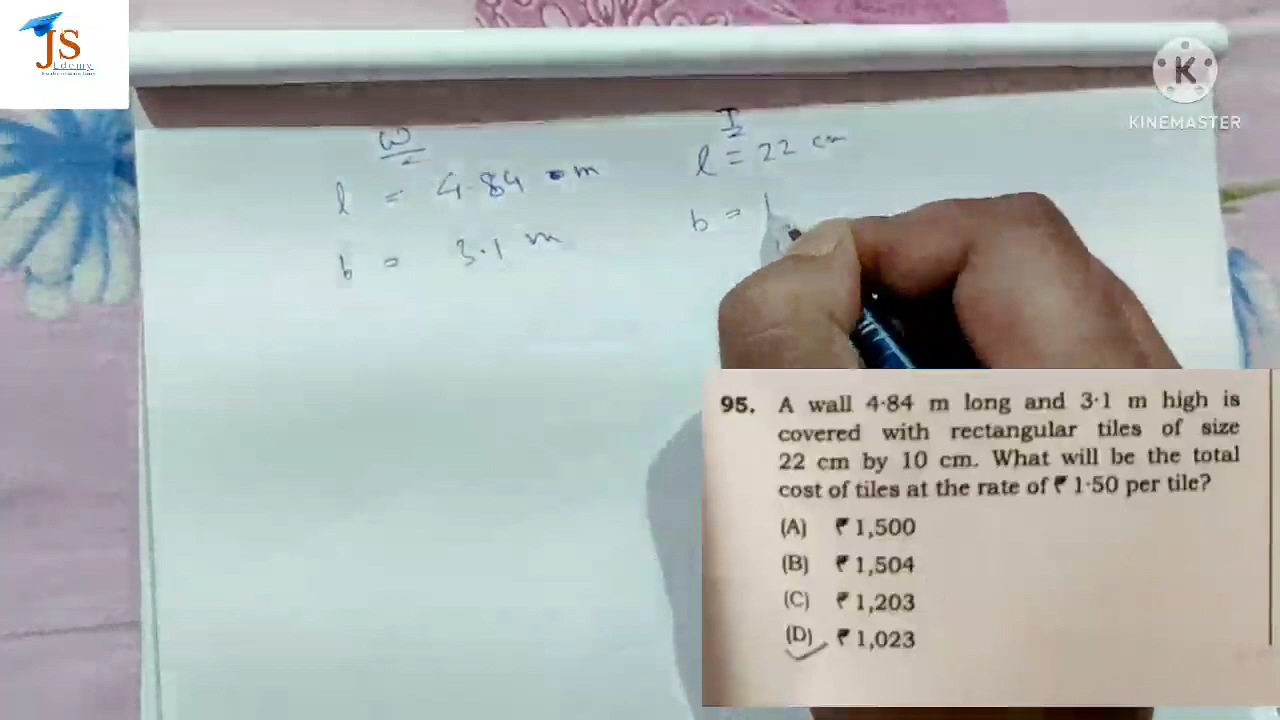 JS
Edemy
K
KINEMASTER
W
l = 4.84 m
b = 3.1 m
T
l = 22 cm
b = 1
95. A wall 4·84 m long and 3·1 m high is
covered with rectangular tiles of size
22 cm by 10 cm. What will be the total
cost of tiles at the rate of ₹ 1·50 per tile?
(A) ₹ 1,500
(B) ₹ 1,504
(C) ₹ 1,203
(D) ₹ 1,023